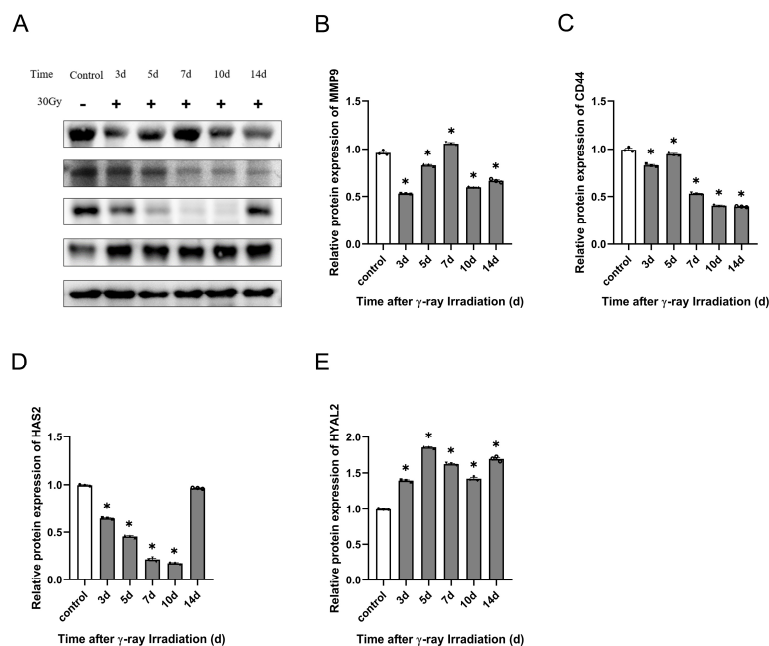 A
Time Control 3d 5d 7d 10d 14d
30Gy - + + + + +
B
Relative protein expression of MMP9
1.5
1.0
0.5
0.0
* * * * *
control 3d 5d 7d 10d 14d
Time after γ-ray Irradiation (d)
C
Relative protein expression of CD44
1.5
1.0
0.5
0.0
* * * * *
control 3d 5d 7d 10d 14d
Time after γ-ray Irradiation (d)
D
Relative protein expression of HAS2
1.5
1.0
0.5
0.0
* * * *
control 3d 5d 7d 10d 14d
Time after γ-ray Irradiation (d)
E
Relative protein expression of HYAL2
2.0
1.5
1.0
0.5
0.0
* * * * *
control 3d 5d 7d 10d 14d
Time after γ-ray Irradiation (d)